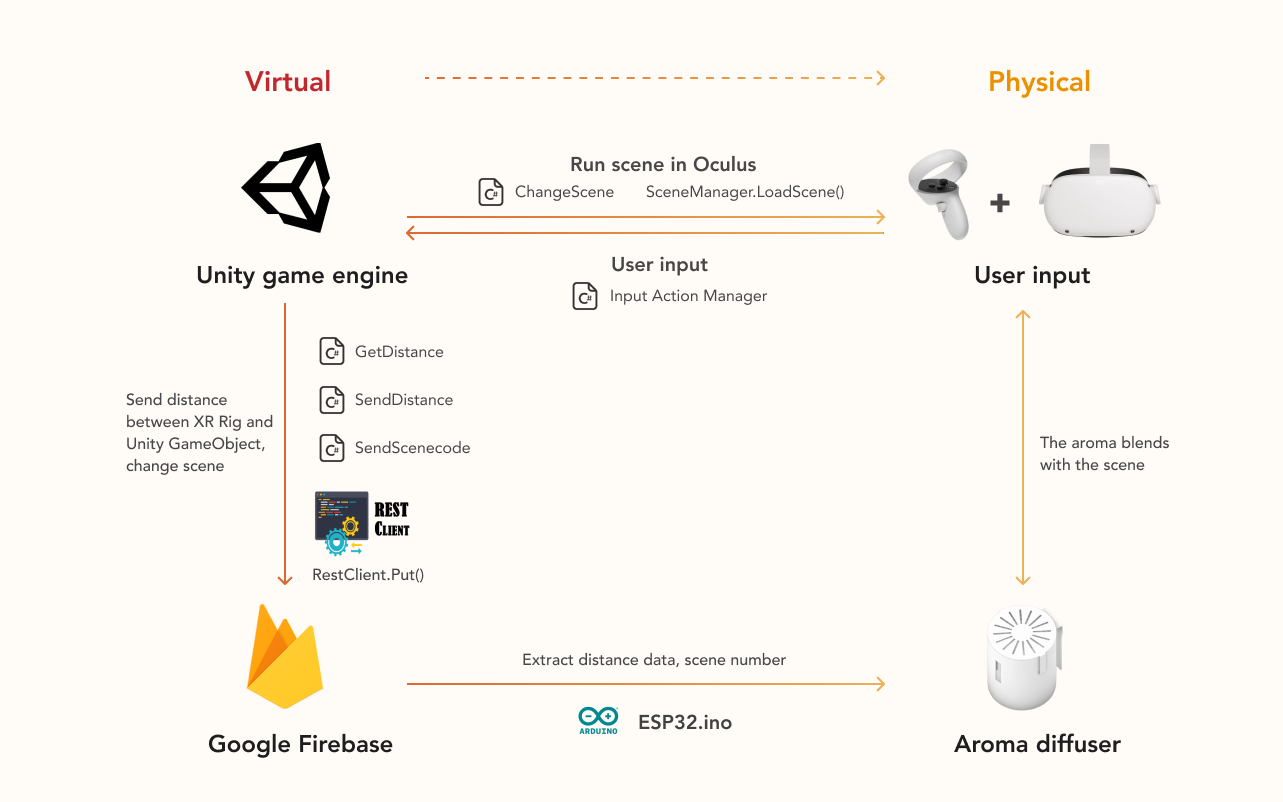 Virtual
Physical
Run scene in Oculus
C# ChangeScene SceneManager.LoadScene()
User input
C# Input Action Manager
Unity game engine
User input
C# GetDistance
C# SendDistance
C# SendScenecode
Send distance
between XR Rig and
Unity GameObject,
change scene
REST
CLIENT
RestClient.Put()
The aroma blends
with the scene
Extract distance data, scene number
ARDUINO
ESP32.ino
Google Firebase
Aroma diffuser